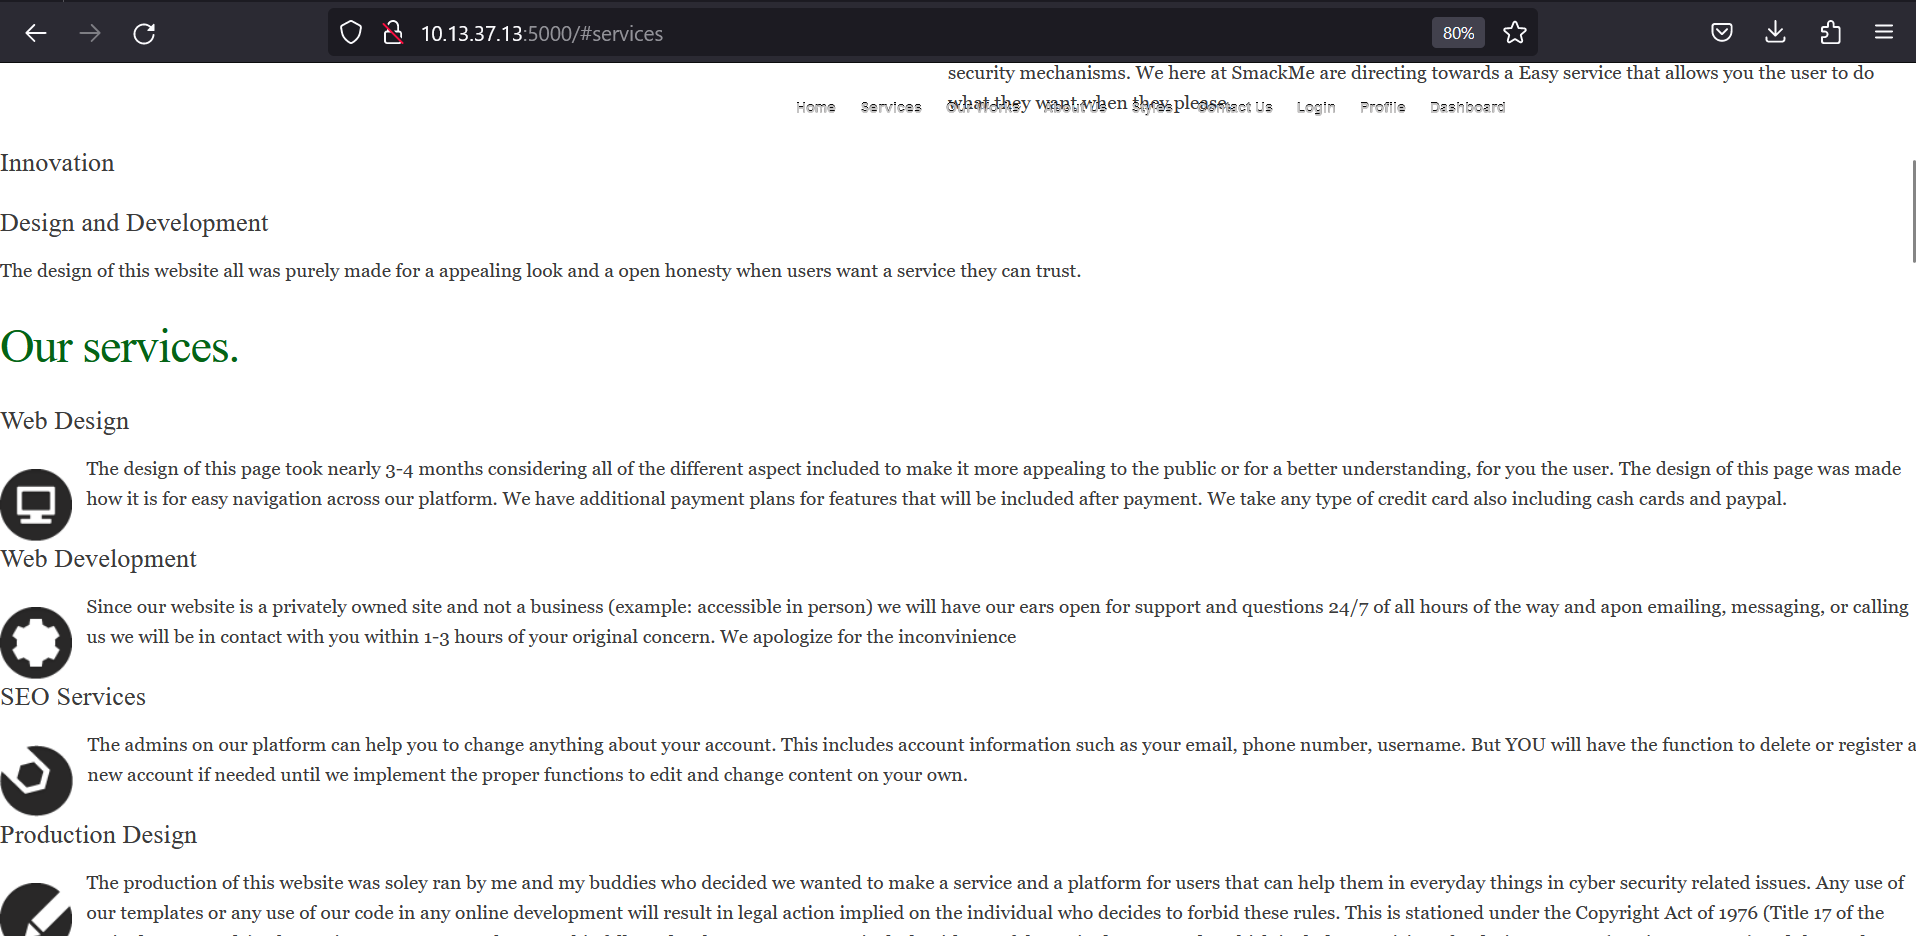 10.13.37.13:5000/#services
80%
security mechanisms. We here at SmackMe are directing towards a Easy service that allows you the user to do
what they want when they please.
Home Services Our Works About Us Styles Contact Us Login Profile Dashboard
Innovation
Design and Development
The design of this website all was purely made for a appealing look and a open honesty when users want a service they can trust.
Our services.
Web Design
The design of this page took nearly 3-4 months considering all of the different aspect included to make it more appealing to the public or for a better understanding, for you the user. The design of this page was made
how it is for easy navigation across our platform. We have additional payment plans for features that will be included after payment. We take any type of credit card also including cash cards and paypal.
Web Development
Since our website is a privately owned site and not a business (example: accessible in person) we will have our ears open for support and questions 24/7 of all hours of the way and apon emailing, messaging, or calling
us we will be in contact with you within 1-3 hours of your original concern. We apologize for the inconvinience
SEO Services
The admins on our platform can help you to change anything about your account. This includes account information such as your email, phone number, username. But YOU will have the function to delete or register a
new account if needed until we implement the proper functions to edit and change content on your own.
Production Design
The production of this website was soley ran by me and my buddies who decided we wanted to make a service and a platform for users that can help them in everyday things in cyber security related issues. Any use of
our templates or any use of our code in any online development will result in legal action implied on the individual who decides to forbid these rules. This is stationed under the Copyright Act of 1976 (Title 17 of the